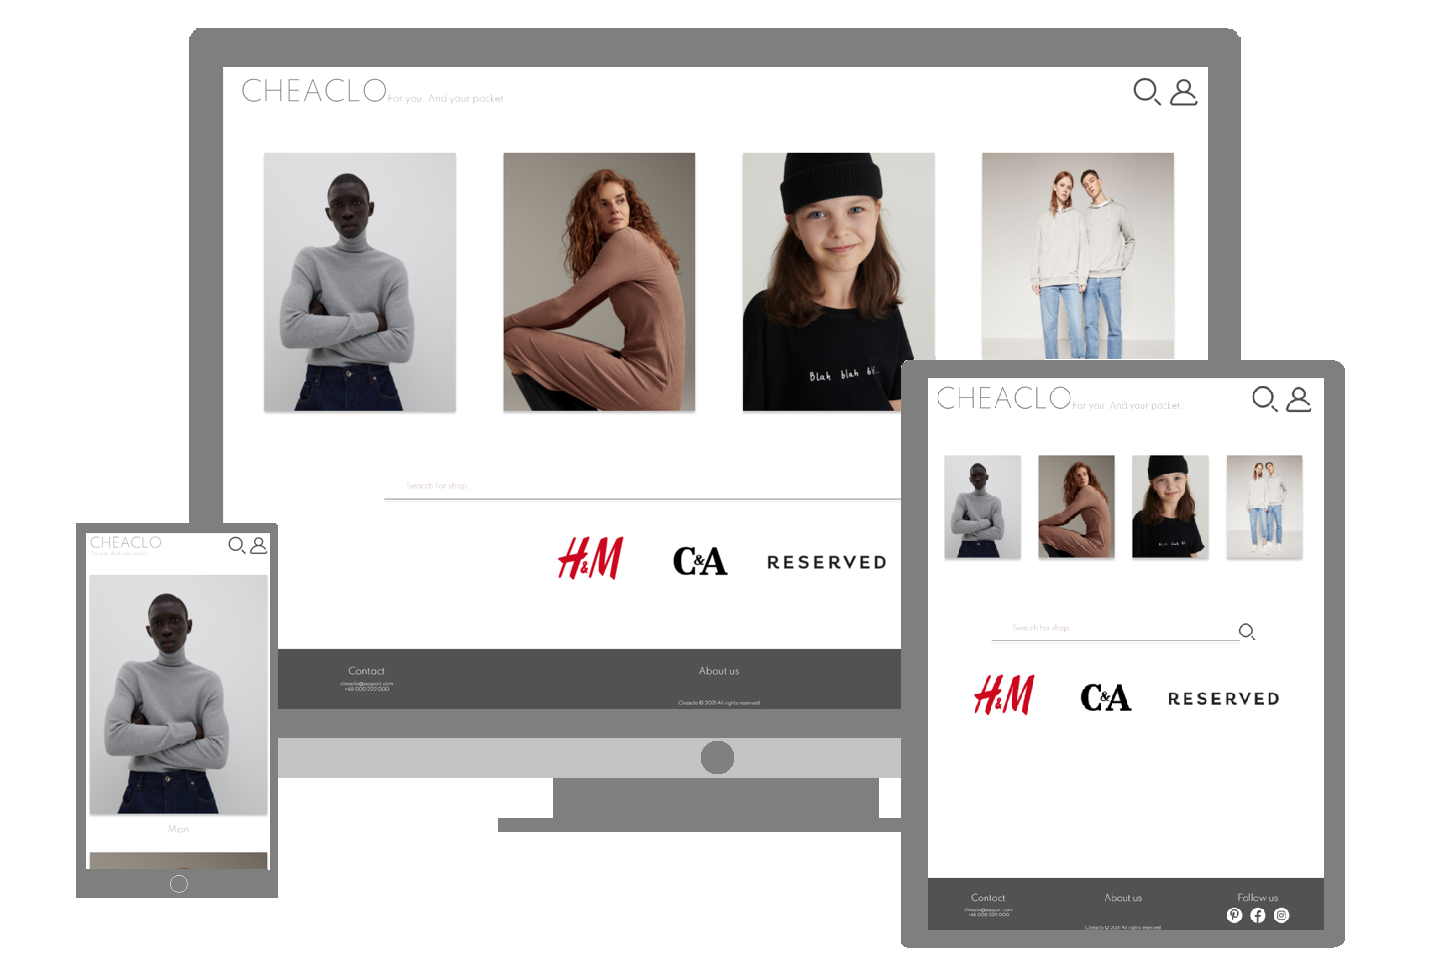 CHEACLO For you. And your pocket
Blah blah bl...
Search for shop...
H&M C&A RESERVED
Contact About us
cheaclo@support.com
+48 000 222 000
Cheaclo © 2021 All rights reserved
CHEACLO For you. And your pocket.
Search for shop...
H&M C&A RESERVED
Contact About us Follow us
cheaclo@support.com
+48 000 222 000
Cheaclo © 2021 All rights reserved
CHEACLO
For you. And your pocket
Man